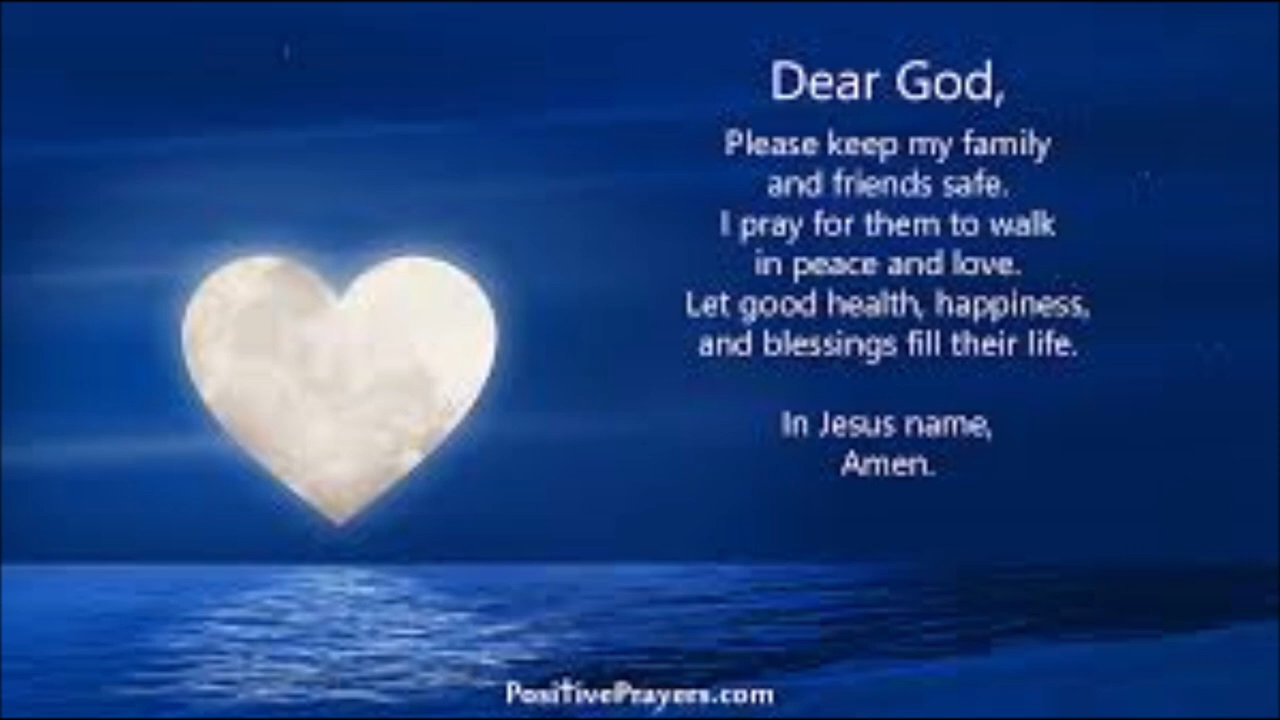 Dear God,
Please keep my family
and friends safe.
I pray for them to walk
in peace and love.
Let good health, happiness,
and blessings fill their life.
In Jesus name,
Amen.
PosiTivePrayers.com